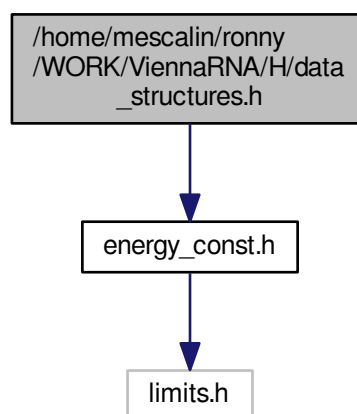 /home/mescalin/ronny
/WORK/ViennaRNA/H/data
_structures.h
energy_const.h
limits.h